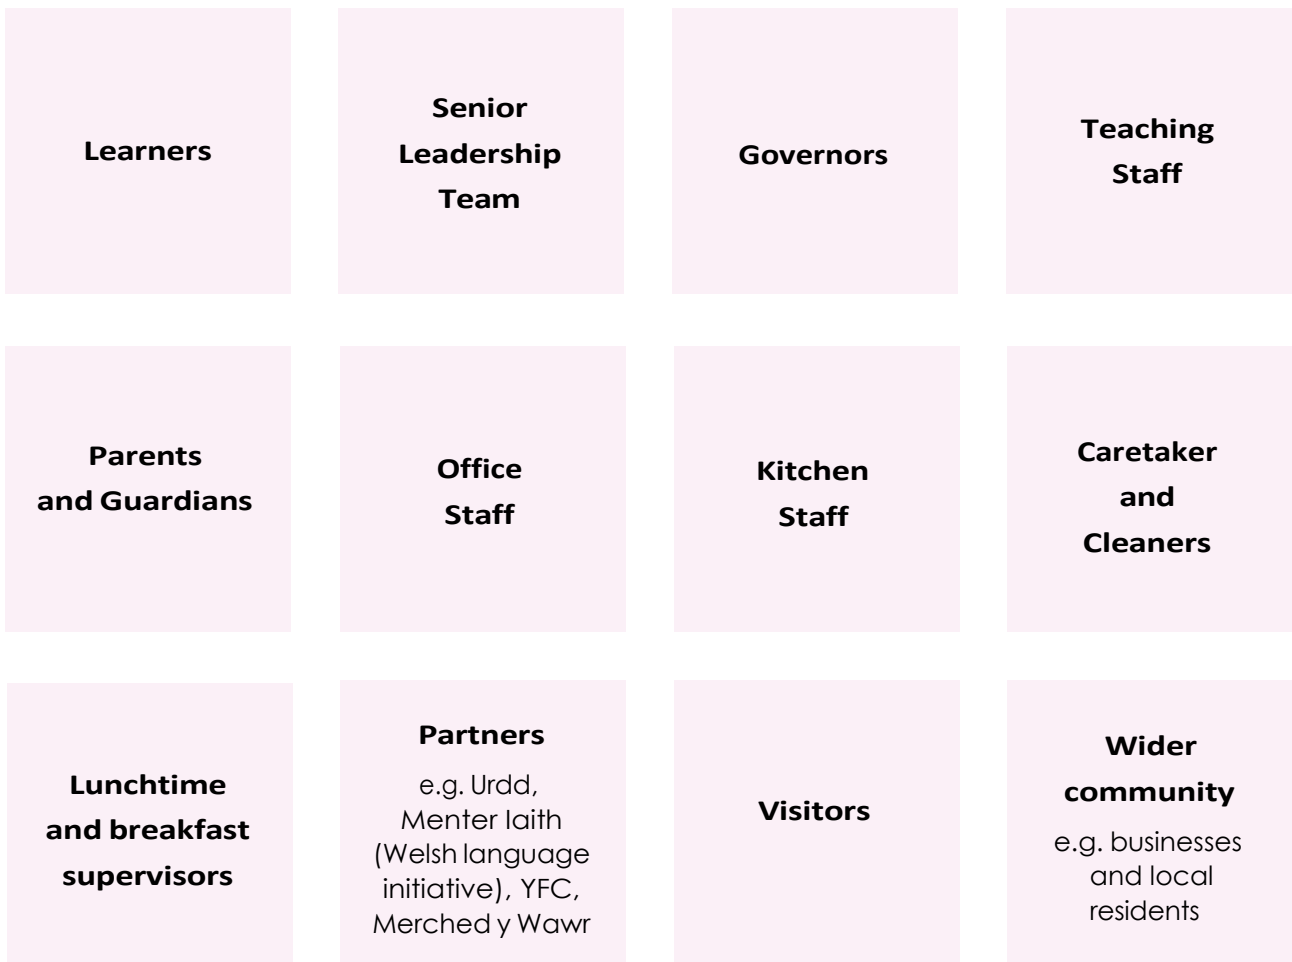 Learners
Senior
Leadership
Team
Governors
Teaching
Staff
Parents
and Guardians
Office
Staff
Kitchen
Staff
Caretaker
and
Cleaners
Lunchtime
and breakfast
supervisors
Partners
e.g. Urdd,
Menter Iaith
(Welsh language
initiative), YFC,
Merched y Wawr
Visitors
Wider
community
e.g. businesses
and local
residents